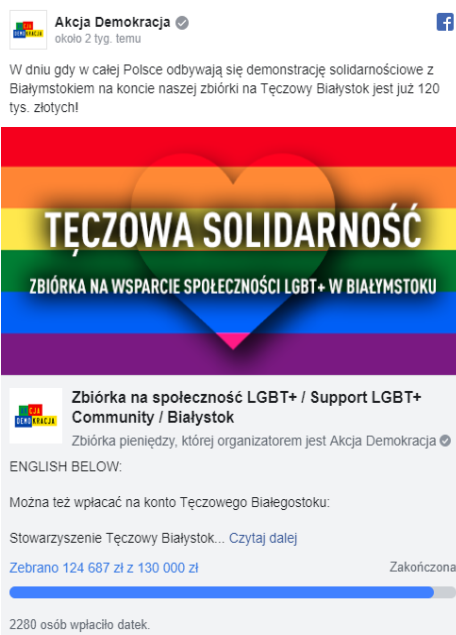 Akcja Demokracja
około 2 tyg. temu
W dniu gdy w całej Polsce odbywają się demonstrację solidarnościowe z
Białymstokiem na koncie naszej zbiórki na Tęczowy Białystok jest już 120
tys. złotych!
TĘCZOWA SOLIDARNOŚĆ
ZBIÓRKA NA WSPARCIE SPOŁECZNOŚCI LGBT+ W BIAŁYMSTOKU
AKCJA
DEMOKRACJA
Zbiórka na społeczność LGBT+ / Support LGBT+
Community / Białystok
Zbiórka pieniędzy, której organizatorem jest Akcja Demokracja
ENGLISH BELOW:
Można też wpłacać na konto Tęczowego Białegostoku:
Stowarzyszenie Tęczowy Białystok... Czytaj dalej
Zebrano 124 687 zł z 130 000 zł
Zakończona
2280 osób wpłaciło datek.